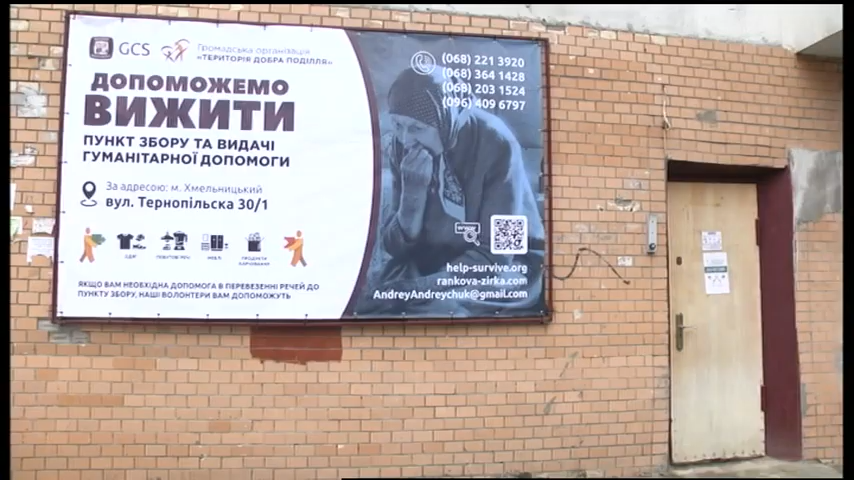 GCS
Громадська організація
«ТЕРИТОРІЯ ДОБРА ПОДІЛЛЯ»
ДОПОМОЖЕМО
ВИЖИТИ
ПУНКТ ЗБОРУ ТА ВИДАЧІ
ГУМАНІТАРНОЇ ДОПОМОГИ
За адресою: м. Хмельницький
вул. Тернопільська 30/1
ОДЯГ
ПОБУТОВІ РЕЧІ
МЕБЛІ
ПРОДУКТИ
ХАРЧУВАННЯ
ЯКЩО ВАМ НЕОБХІДНА ДОПОМОГА В ПЕРЕВЕЗЕННІ РЕЧЕЙ ДО
ПУНКТУ ЗБОРУ, НАШІ ВОЛОНТЕРИ ВАМ ДОПОМОЖУТЬ
(068) 221 3920
(068) 364 1428
(068) 203 1524
(096) 409 6797
help-survive.org
rankova-zirka.com
AndreyAndreychuk@gmail.com